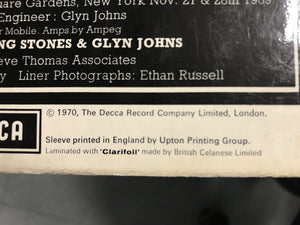 uare Gardens, New York Nov. 27 & 28th 1969
Engineer: Glyn Johns
r Mobile. Amps by Ampeg
NG STONES & GLYN JOHNS
eve Thomas Associates
y Liner Photographs: Ethan Russell
© 1970, The Decca Record Company Limited, London.
CCA
Sleeve printed in England by Upton Printing Group.
Laminated with 'Clarifoil' made by British Celanese Limited